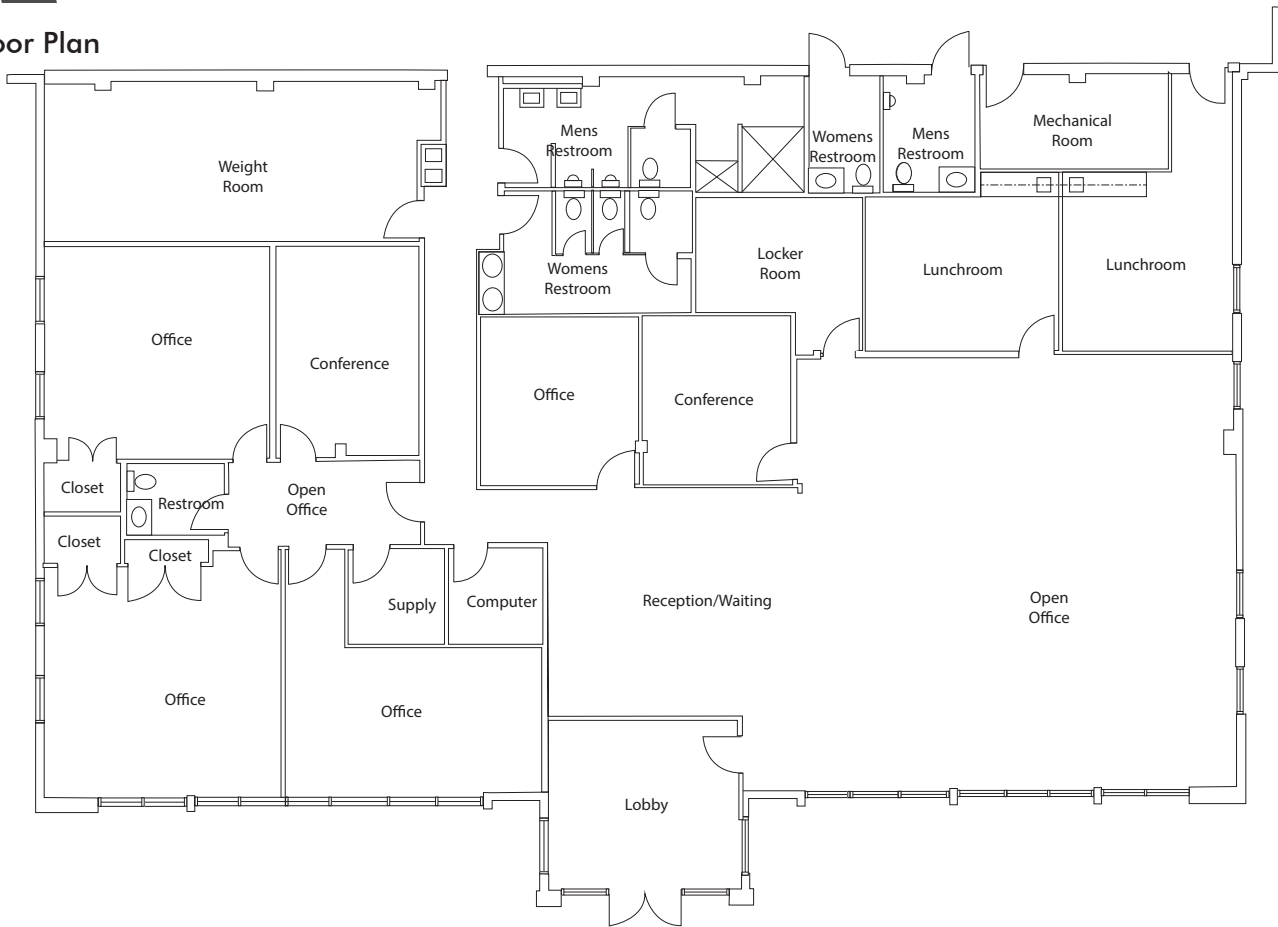 oor Plan
Weight
Room
Mens
Restroom
Womens
Restroom
Mens
Restroom
Mechanical
Room
Womens
Restroom
Locker
Room
Lunchroom
Lunchroom
Office
Conference
Office
Conference
Closet
Restroom
Open
Office
Closet
Closet
Supply
Computer
Reception/Waiting
Open
Office
Office
Office
Lobby